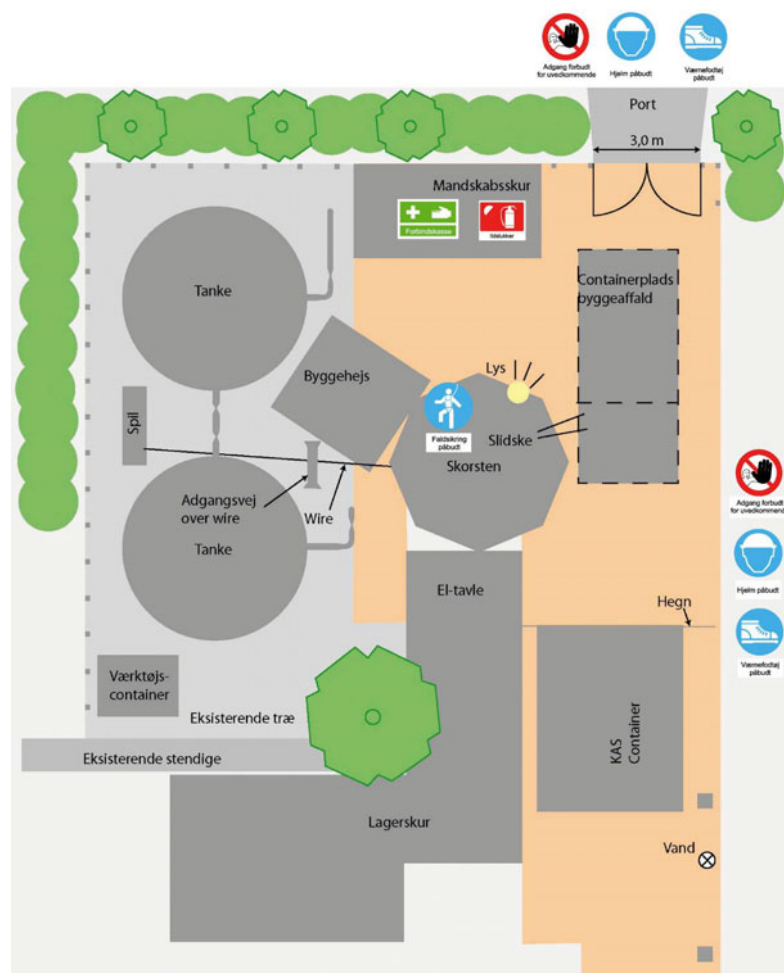 Adgang forbudt
for uvedkommende
Hjelm påbudt
Værnefodtøj
påbudt
Port
3,0 m
Mandskabsskur
Forbindskasse
Ildslukker
Tanke
Containerplads
byggeaffald
Byggehejs
Lys
Spil
Faldsikring
påbudt
Slidske
Skorsten
Adgangsvej
over wire
Wire
Tanke
Adgang forbudt
for uvedkommende
Hjelm påbudt
Værnefodtøj
påbudt
El-tavle
Hegn
Værktøjs-
container
Eksisterende træ
KAS
Container
Eksisterende stendige
Lagerskur
Vand